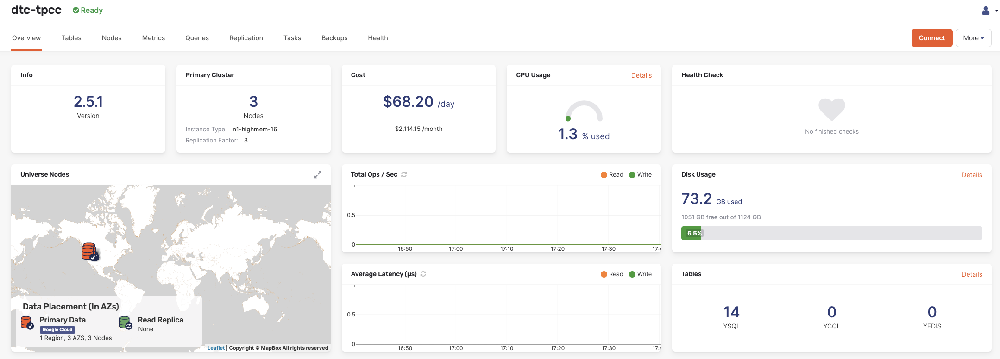 dtc-tpcc Ready
Overview Tables Nodes Metrics Queries Replication Tasks Backups Health Connect More
Info
2.5.1
Version
Primary Cluster
3
Nodes
Instance Type: n1-highmem-16
Replication Factor: 3
Cost
$68.20 /day
$2,114.15 /month
CPU Usage Details
1.3 % used
Health Check
No finished checks
Universe Nodes
Data Placement (In AZs)
Primary Data
Google Cloud
1 Region, 3 AZS, 3 Nodes
Read Replica
None
Leaflet | Copyright © MapBox All rights reserved
Total Ops / Sec Read Write
1
0.5
0
16:50 17:00 17:10 17:20 17:30
Disk Usage Details
73.2 GB used
1051 GB free out of 1124 GB
6.5%
Average Latency (µs) Read Write
1
0.5
0
16:50 17:00 17:10 17:20 17:30
Tables Details
14 0 0
YSQL YCQL YEDIS